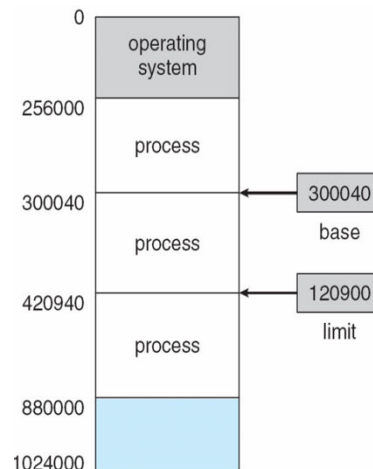 0
operating
system
256000
process
300040
300040
base
process
420940
120900
limit
process
880000
1024000